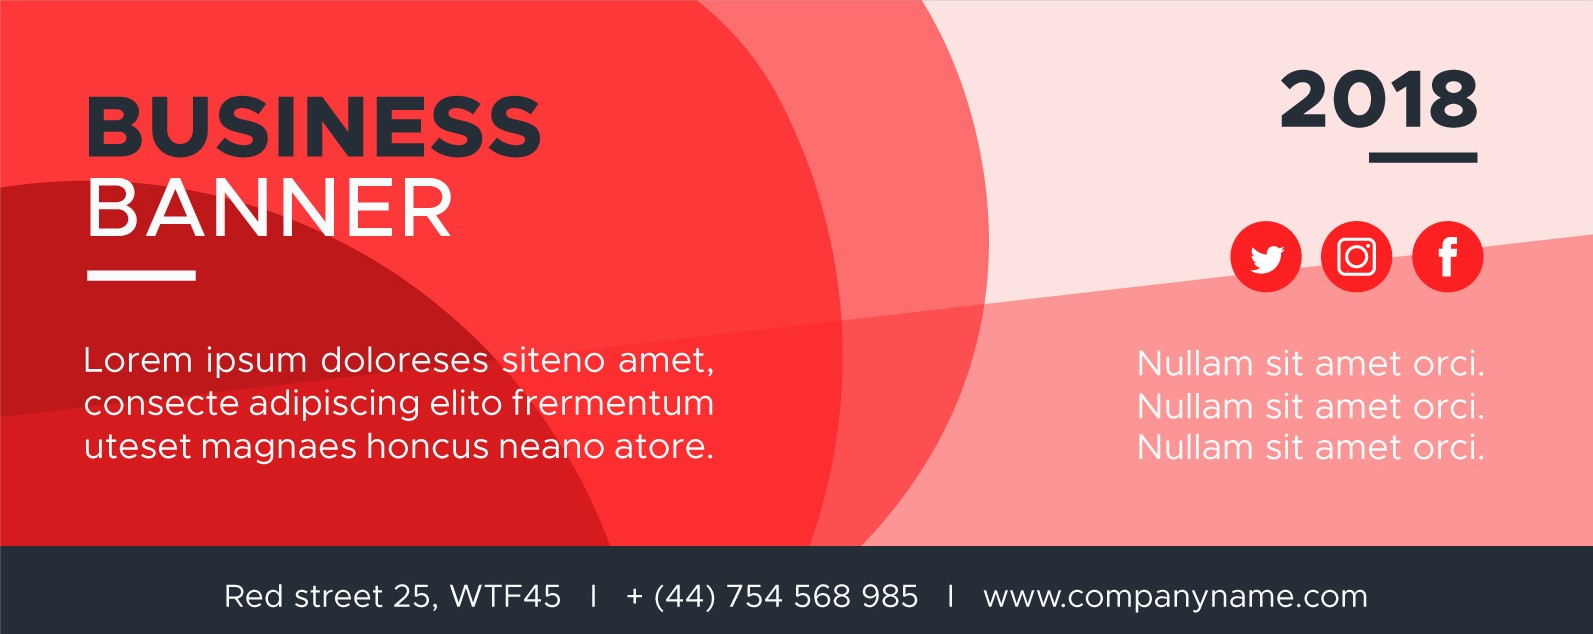 BUSINESS
BANNER
Lorem ipsum doloreses siteno amet,
consecte adipiscing elito frermentum
uteset magnaes honcus neano atore.
2018
Nullam sit amet orci.
Nullam sit amet orci.
Nullam sit amet orci.
Red street 25, WTF45 | + (44) 754 568 985 | www.companyname.com